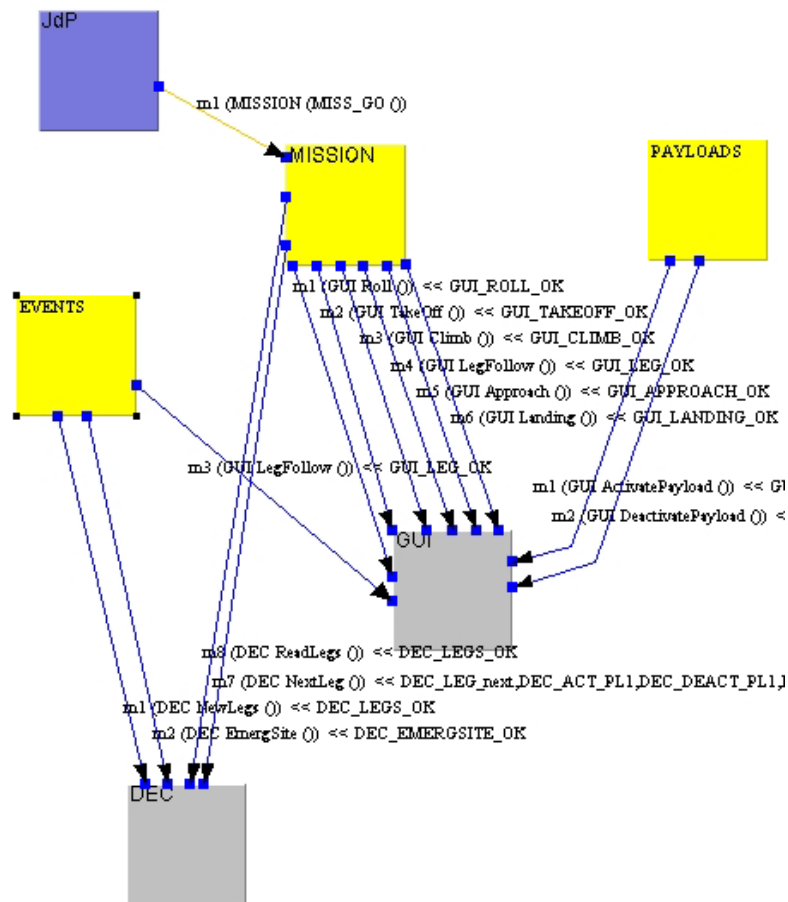 JdP
m1 (MISSION (MISS_GO ())
MISSION
PAYLOADS
m1 (GUI Roll ()) << GUI_ROLL_OK
EVENTS
m2 (GUI TakeOff ()) << GUI_TAKEOFF_OK
m3 (GUI Climb ()) << GUI_CLIMB_OK
m4 (GUI LegFollow ()) << GUI_LEG_OK
m5 (GUI Approach ()) << GUI_APPROACH_OK
m6 (GUI Landing ()) << GUI_LANDING_OK
m3 (GUI LegFollow ()) << GUI_LEG_OK
m1 (GUI ActivatePayload ()) << GU
m2 (GUI DeactivatePayload ()) <
GUI
m8 (DEC ReadLegs ()) << DEC_LEGS_OK
m7 (DEC NextLeg ()) << DEC_LEG_next,DEC_ACT_PL1,DEC_DEACT_PL1,
m1 (DEC NewLegs ()) << DEC_LEGS_OK
m2 (DEC EmergSite ()) << DEC_EMERGSITE_OK
DEC